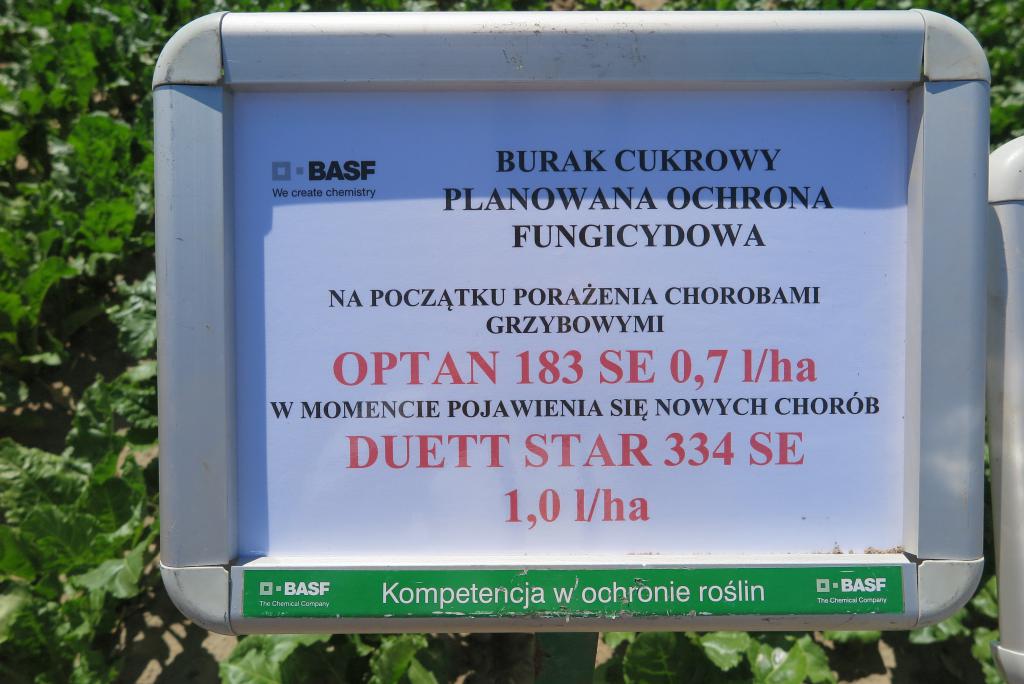 BASF
We create chemistry
BURAK CUKROWY
PLANOWANA OCHRONA
FUNGICYDOWA
NA POCZĄTKU PORAŻENIA CHOROBAMI
GRZYBOWYMI
OPTAN 183 SE 0,7 l/ha
W MOMENCIE POJAWIENIA SIĘ NOWYCH CHORÓB
DUETT STAR 334 SE
1,0 l/ha
BASF
The Chemical Company
Kompetencja w ochronie roślin
BASF
The Chemical Company